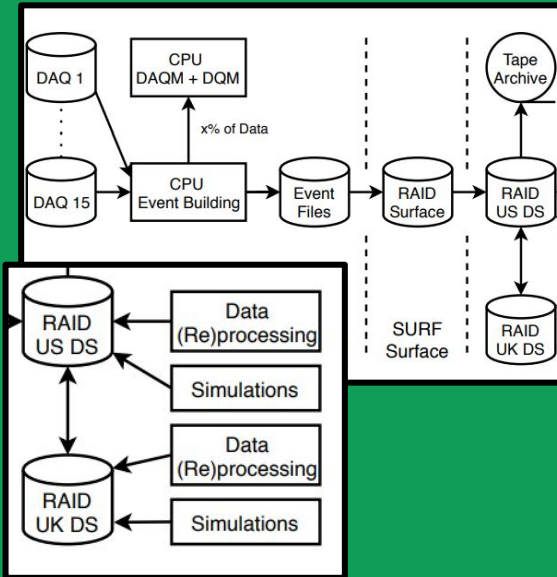 DAQ 1
CPU
DAQM + DQM
Tape
Archive
x% of Data
DAQ 15
CPU
Event Building
Event
Files
RAID
Surface
RAID
US DS
SURF
Surface
RAID
UK DS
RAID
US DS
Data
(Re)processing
Simulations
RAID
UK DS
Data
(Re)processing
Simulations